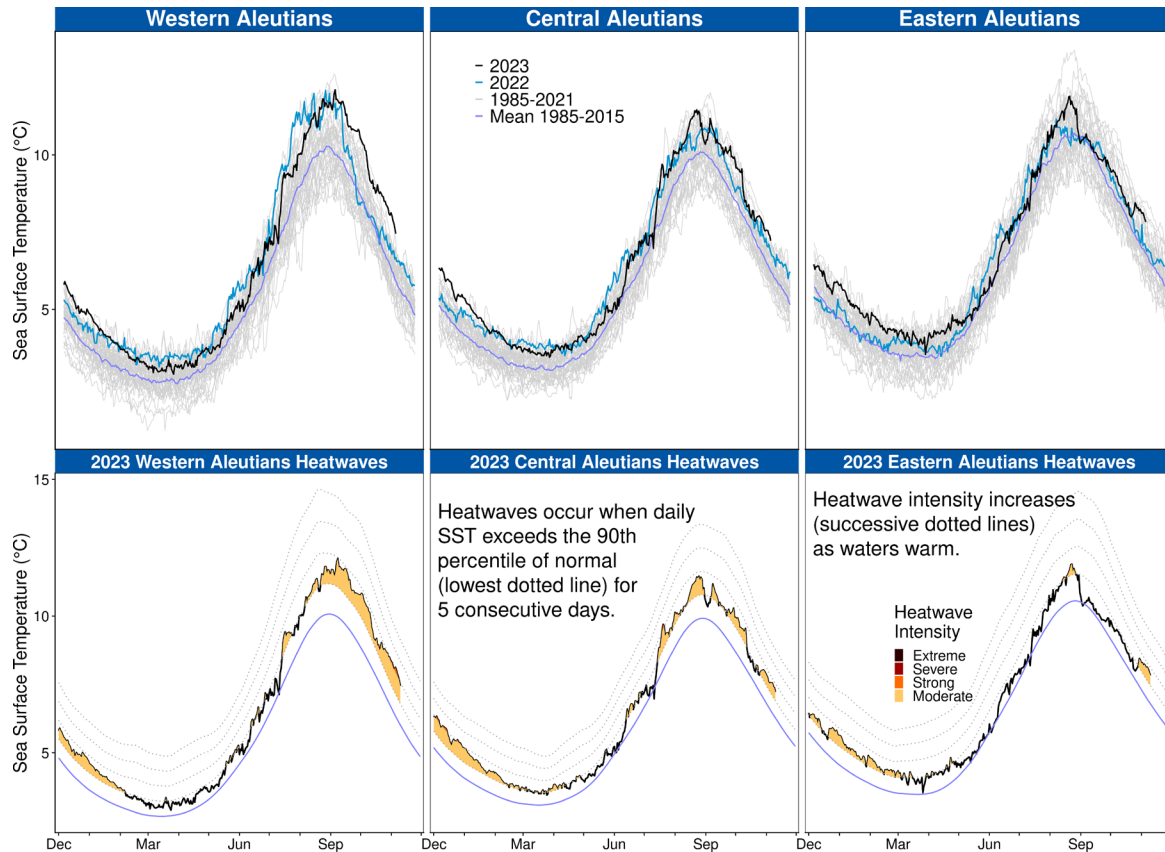 Western Aleutians
Central Aleutians
Eastern Aleutians
Sea Surface Temperature (°C)
10
5
2023
2022
1985-2021
Mean 1985-2015
2023 Western Aleutians Heatwaves
2023 Central Aleutians Heatwaves
2023 Eastern Aleutians Heatwaves
Sea Surface Temperature (°C)
15
10
5
Heatwaves occur when daily
SST exceeds the 90th
percentile of normal
(lowest dotted line) for
5 consecutive days.
Heatwave intensity increases
(successive dotted lines)
as waters warm.
Heatwave
Intensity
Extreme
Severe
Strong
Moderate
Dec Mar Jun Sep
Dec Mar Jun Sep
Dec Mar Jun Sep